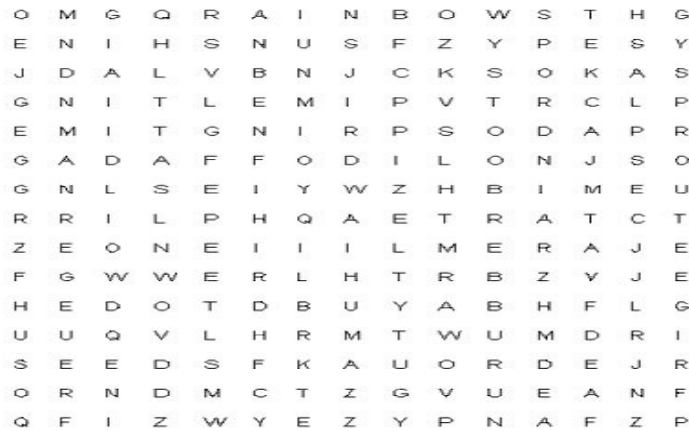 O M G Q R A I N B O W S T H G
E N I H S N U S F Z Y P E S Y
J D A L V B N J C K S O K A S
G N I T L E M I P V T R C L P
E M I T G N I R P S O D A P R
G A D A F F O D I L O N J S O
G N L S E I Y W Z H B I M E U
R R I L P H Q A E T R A T C T
Z E O N E I I I L M E R A J E
F G W W E R L H T R B Z V J E
H E D O T D B U Y A B H F L G
U U Q V L H R M T W U M D R I
S E E D S F K A U O R D E J R
O R N D M C T Z G V U E A N F
Q F I Z W Y E Z Y P N A F Z P